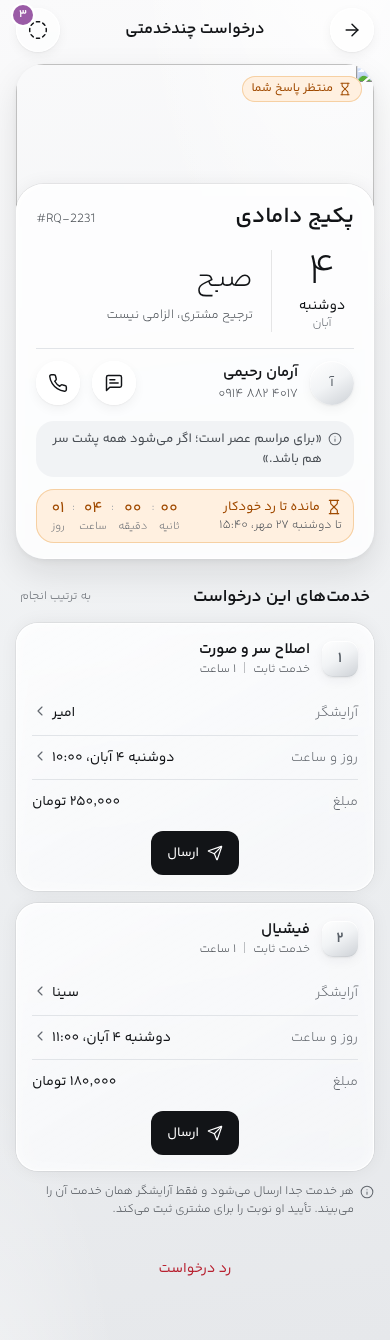 درخواست چندخدمتی
۳
منتظر پاسخ شما
پکیج دامادی
#RQ-2231
۴
دوشنبه
آبان
صبح
ترجیح مشتری، الزامی نیست
آ
آرمان رحیمی
۰۹۱۴ ۸۸۲ ۴۰۱۷
«برای مراسم عصر است؛ اگر می‌شود همه پشت سر
هم باشد.»
مانده تا رد خودکار
تا دوشنبه ۲۷ مهر، ۱۵:۴۰
۰۱ : ۰۴ : ۰۰ : ۰۰
روز ساعت دقیقه ثانیه
خدمت‌های این درخواست
به ترتیب انجام
۱
اصلاح سر و صورت
خدمت ثابت | ۱ ساعت
آرایشگر
امیر
روز و ساعت
دوشنبه ۴ آبان، ۱۰:۰۰
مبلغ
۲۵۰,۰۰۰ تومان
ارسال
۲
فیشیال
خدمت ثابت | ۱ ساعت
آرایشگر
سینا
روز و ساعت
دوشنبه ۴ آبان، ۱۱:۰۰
مبلغ
۱۸۰,۰۰۰ تومان
ارسال
هر خدمت جدا ارسال می‌شود و فقط آرایشگر همان خدمت آن را
می‌بیند. تأیید او نوبت را برای مشتری ثبت می‌کند.
رد درخواست